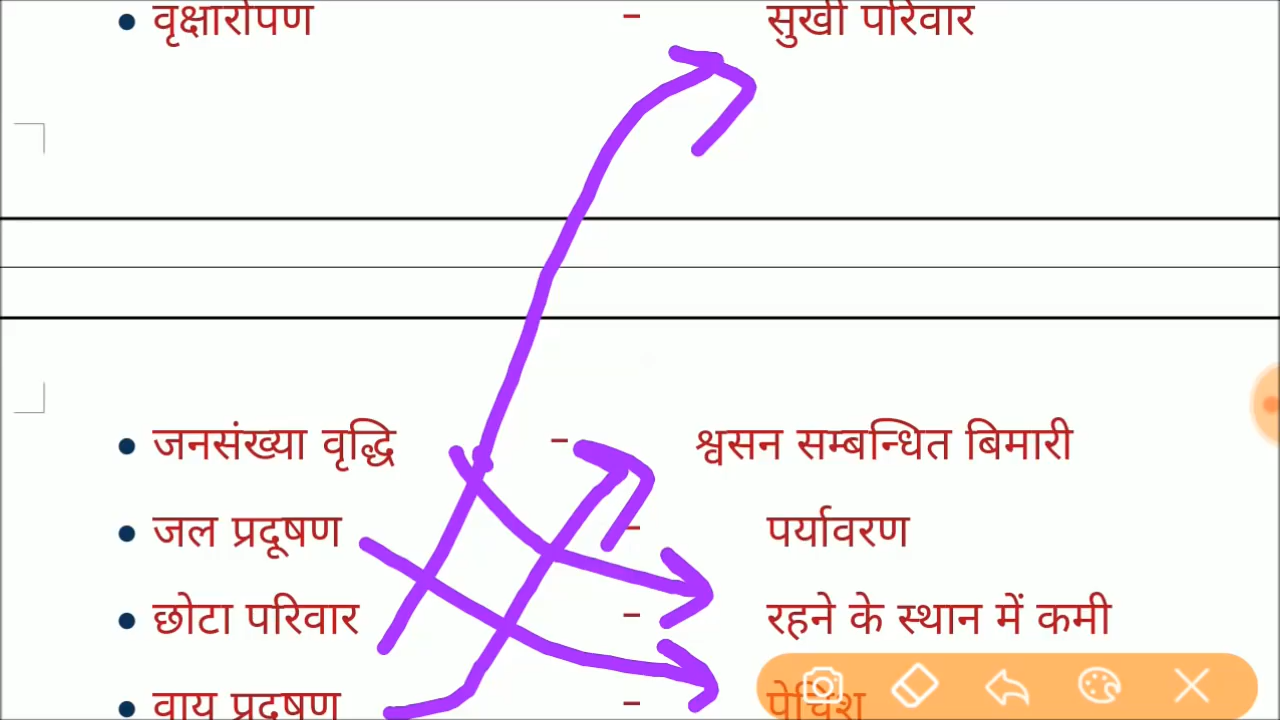 • वृक्षारोपण - सुखी परिवार
• जनसंख्या वृद्धि - श्वसन सम्बन्धित बिमारी
• जल प्रदूषण - पर्यावरण
• छोटा परिवार - रहने के स्थान में कमी
• वायु प्रदूषण - पेचिश